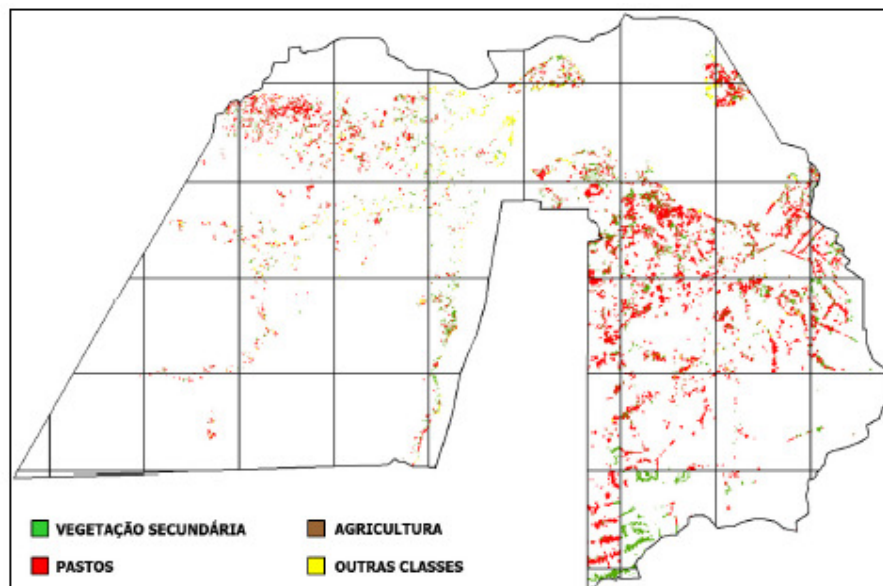 VEGETAÇÃO SECUNDÁRIA
AGRICULTURA
PASTOS
OUTRAS CLASSES